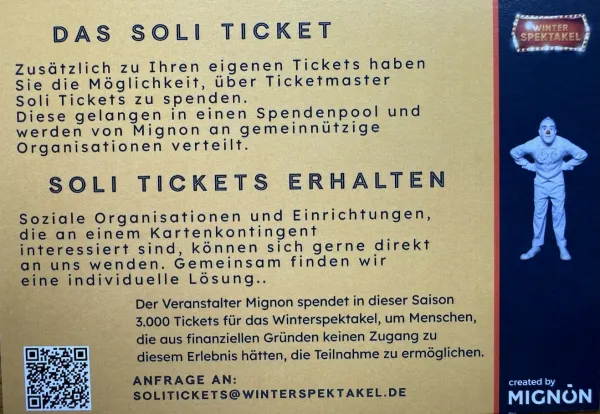 DAS SOLI TICKET
Zusätzlich zu Ihren eigenen Tickets haben
Sie die Möglichkeit, über Ticketmaster
Soli Tickets zu spenden.
Diese gelangen in einen Spendenpool und
werden von Mignon an gemeinnützige
Organisationen verteilt.
SOLI TICKETS ERHALTEN
Soziale Organisationen und Einrichtungen,
die an einem Kartenkontingent
interessiert sind, können sich gerne direkt
an uns wenden. Gemeinsam finden wir
eine individuelle Lösung..
Der Veranstalter Mignon spendet in dieser Saison
3.000 Tickets für das Winterspektakel, um Menschen,
die aus finanziellen Gründen keinen Zugang zu
diesem Erlebnis hätten, die Teilnahme zu ermöglichen.
ANFRAGE AN:
SOLITICKETS@WINTERSPEKTAKEL.DE
WINTER
SPEKTAKEL
created by
MIGNON